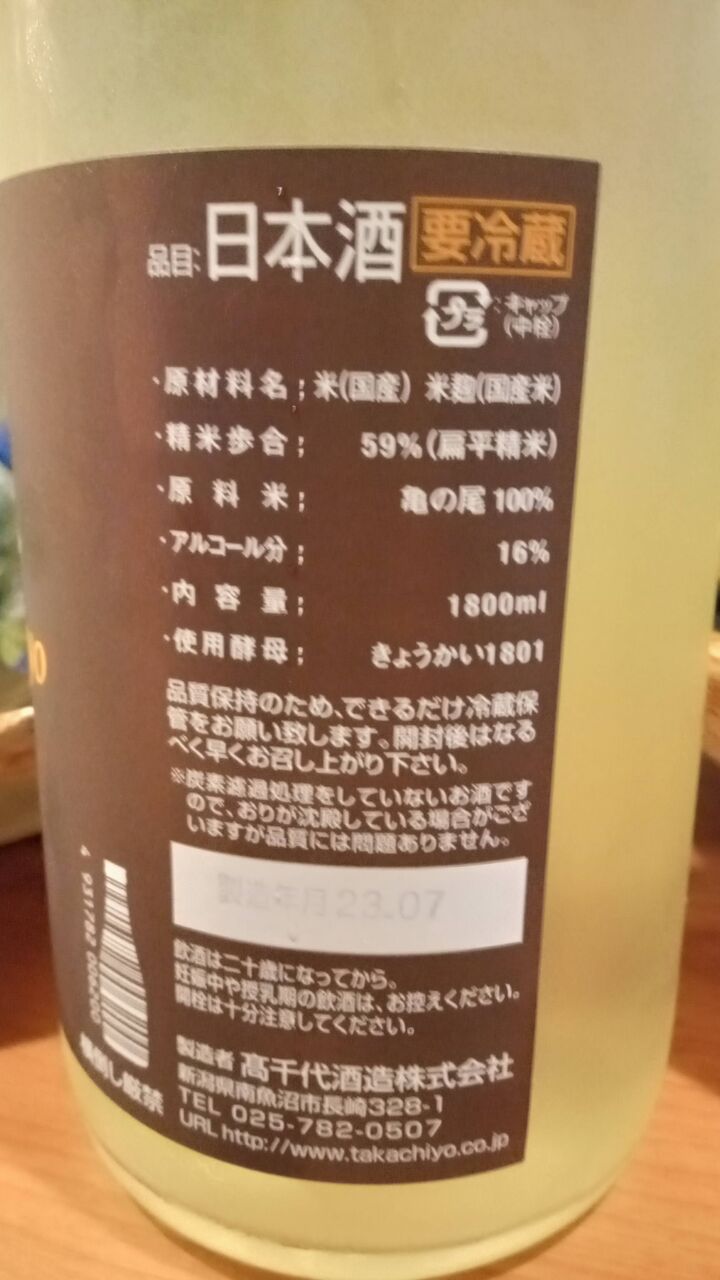 品目: 日本酒 要冷蔵
プラ : キャップ
(中栓)
・原材料名 ; 米(国産) 米麹(国産米)
・精米歩合 ; 59%(扁平精米)
・原料米 ; 亀の尾 100%
・アルコール分 ; 16%
・内容量 ; 1800ml
・使用酵母 ; きょうかい1801
品質保持のため、できるだけ冷蔵保
管をお願い致します。開封後はなる
べく早くお召し上がり下さい。
※炭素濾過処理をしていないお酒です
ので、おりが沈殿している場合がござ
いますが品質には問題ありません。
製造年月 23.07
飲酒は二十歳になってから。
妊娠中や授乳期の飲酒は、お控えください。
開栓は十分注意してください。
製造者 髙千代酒造株式会社
新潟県南魚沼市長崎328-1
TEL 025-782-0507
URL http://www.takachiyo.co.jp
4 931782 006200
横倒し厳禁